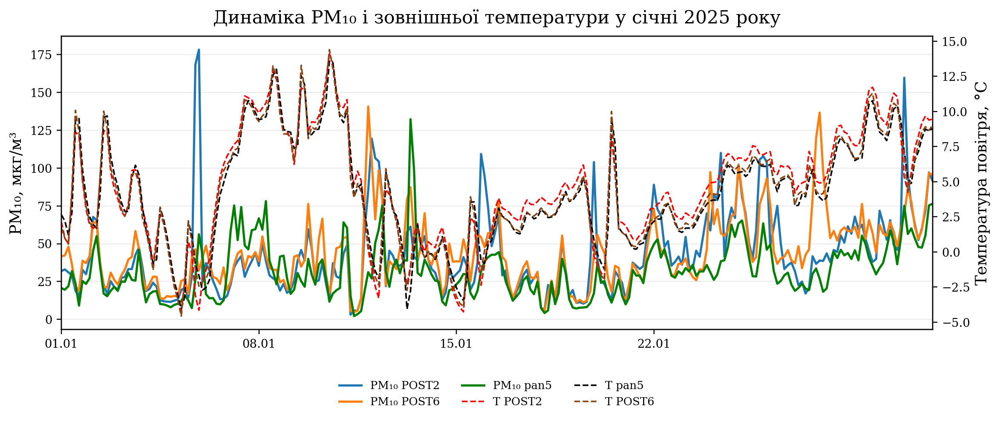 Динаміка PM₁₀ і зовнішньої температури у січні 2025 року
PM₁₀, мкг/м³
175
150
125
100
75
50
25
0
15.0
12.5
10.0
7.5
5.0
2.5
0.0
−2.5
−5.0
Температура повітря, °C
01.01
08.01
15.01
22.01
PM₁₀ POST2
PM₁₀ POST6
PM₁₀ pan5
T POST2
T pan5
T POST6